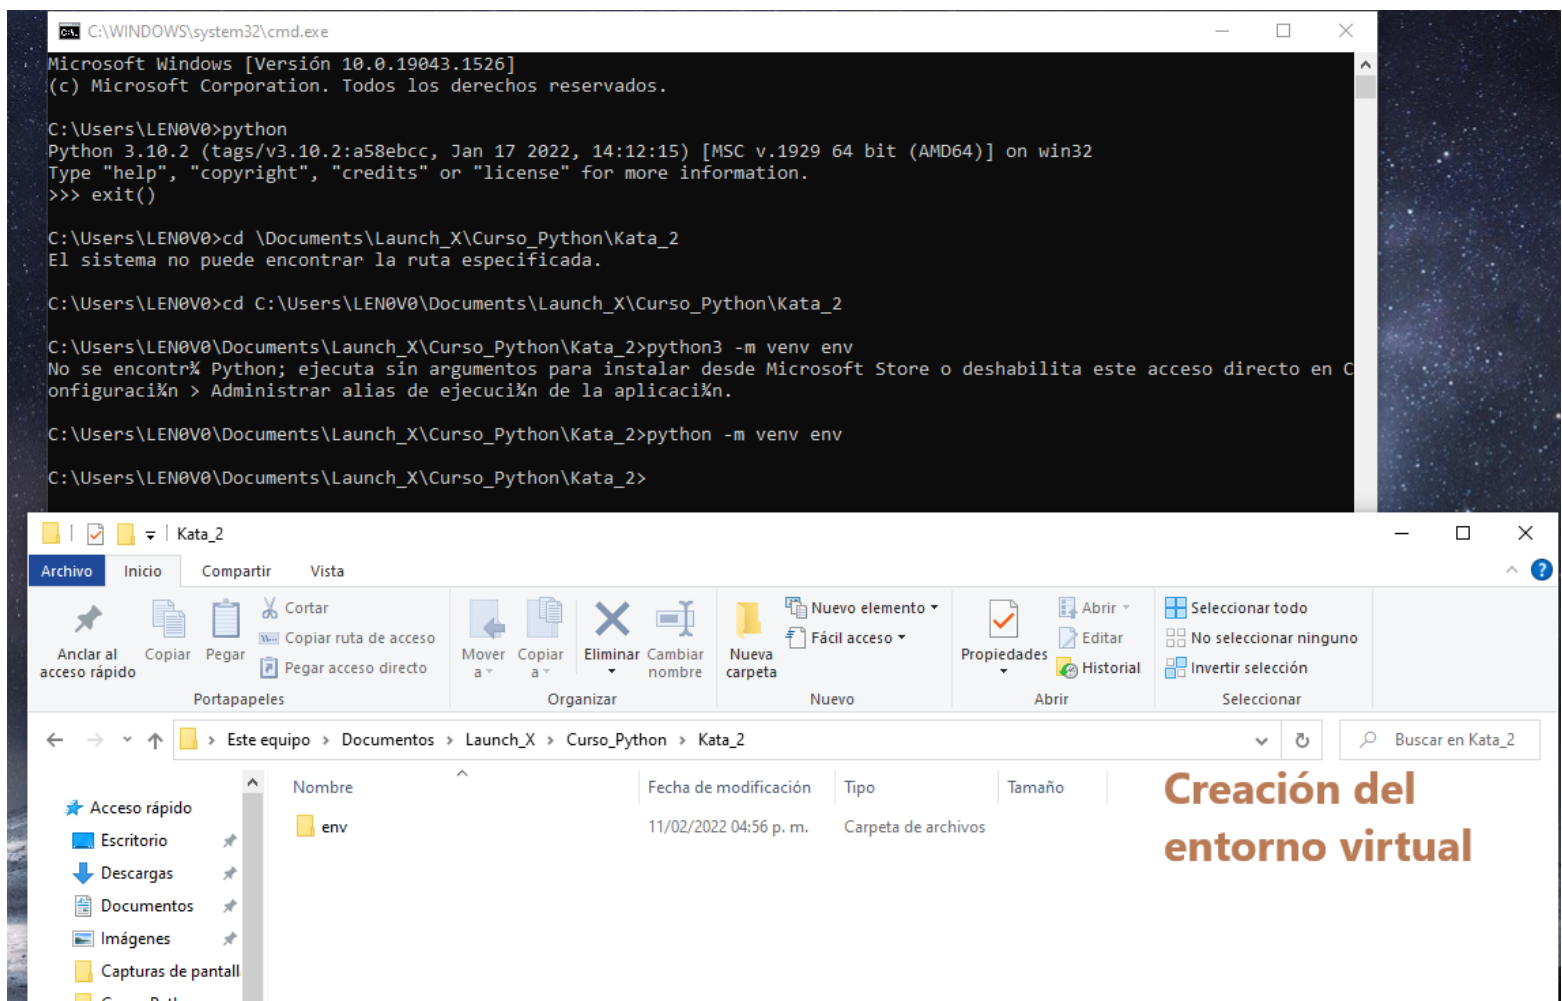 C:\WINDOWS\system32\cmd.exe
Microsoft Windows [Versión 10.0.19043.1526]
(c) Microsoft Corporation. Todos los derechos reservados.
C:\Users\LEN0V0>python
Python 3.10.2 (tags/v3.10.2:a58ebcc, Jan 17 2022, 14:12:15) [MSC v.1929 64 bit (AMD64)] on win32
Type "help", "copyright", "credits" or "license" for more information.
>>> exit()
C:\Users\LEN0V0>cd \Documents\Launch_X\Curso_Python\Kata_2
El sistema no puede encontrar la ruta especificada.
C:\Users\LEN0V0>cd C:\Users\LEN0V0\Documents\Launch_X\Curso_Python\Kata_2
C:\Users\LEN0V0\Documents\Launch_X\Curso_Python\Kata_2>python3 -m venv env
No se encontr¾ Python; ejecuta sin argumentos para instalar desde Microsoft Store o deshabilita este acceso directo en C
onfiguraci¾n > Administrar alias de ejecuci¾n de la aplicaci¾n.
C:\Users\LEN0V0\Documents\Launch_X\Curso_Python\Kata_2>python -m venv env
C:\Users\LEN0V0\Documents\Launch_X\Curso_Python\Kata_2>
Kata_2
Archivo Inicio Compartir Vista
Anclar al acceso rápido
Copiar
Pegar
Cortar
Copiar ruta de acceso
Pegar acceso directo
Portapapeles
Mover a
Copiar a
Eliminar
Cambiar nombre
Organizar
Nueva carpeta
Nuevo elemento
Fácil acceso
Nuevo
Propiedades
Abrir
Editar
Historial
Abrir
Seleccionar todo
No seleccionar ninguno
Invertir selección
Seleccionar
Este equipo > Documentos > Launch_X > Curso_Python > Kata_2
Buscar en Kata_2
Nombre Fecha de modificación Tipo Tamaño
env 11/02/2022 04:56 p. m. Carpeta de archivos
Acceso rápido
Escritorio
Descargas
Documentos
Imágenes
Capturas de pantall
Creación del
entorno virtual